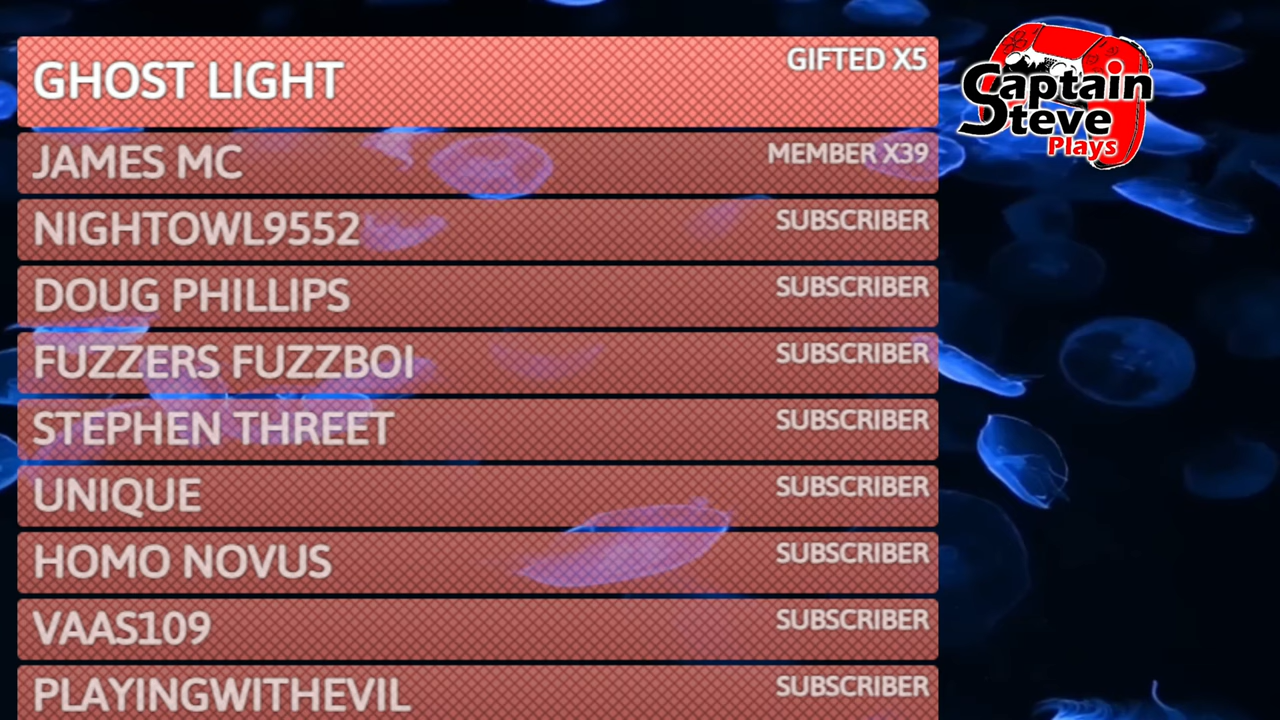 GHOST LIGHT GIFTED X5
JAMES MC MEMBER X39
NIGHTOWL9552 SUBSCRIBER
DOUG PHILLIPS SUBSCRIBER
FUZZERS FUZZBOI SUBSCRIBER
STEPHEN THREET SUBSCRIBER
UNIQUE SUBSCRIBER
HOMO NOVUS SUBSCRIBER
VAAS109 SUBSCRIBER
PLAYINGWITHEVIL SUBSCRIBER
Captain
Steve
Plays